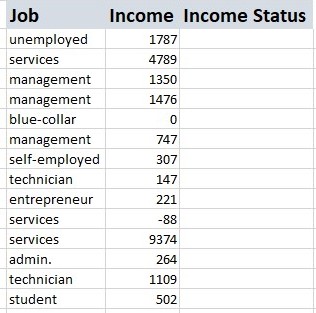 Job Income Income Status
unemployed 1787
services 4789
management 1350
management 1476
blue-collar 0
management 747
self-employed 307
technician 147
entrepreneur 221
services -88
services 9374
admin. 264
technician 1109
student 502